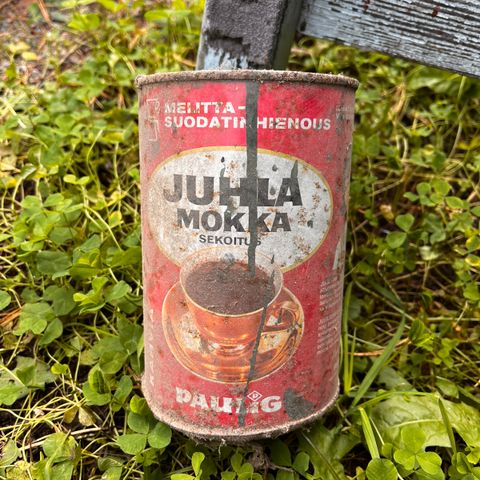 MELITTA-
SUODATINHIENOUS
JUHLA
MOKKA
SEKOITUS
PAULIG